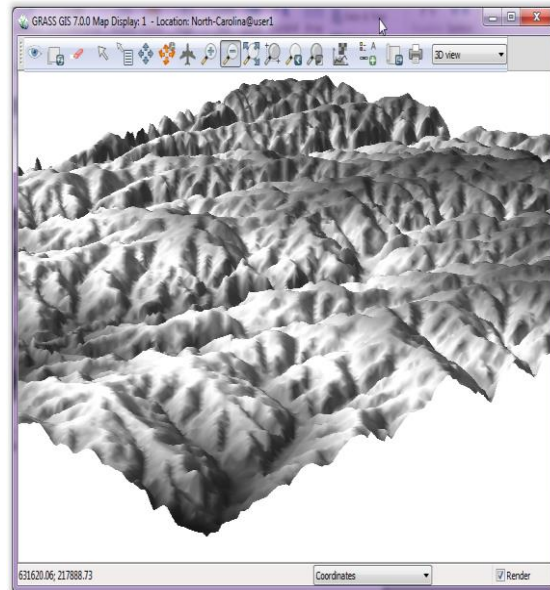 GRASS GIS 7.0.0 Map Display: 1 - Location: North-Carolina@user1
3D view
631620.06; 217888.73
Coordinates
Render